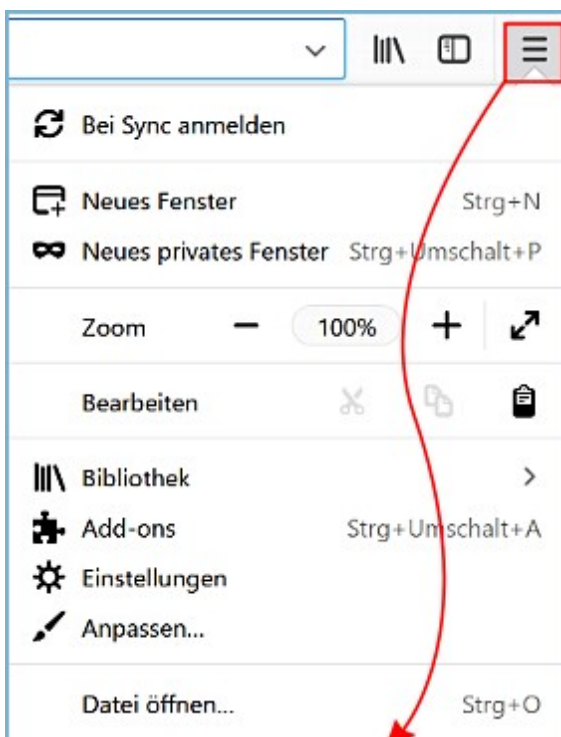 Bei Sync anmelden
Neues Fenster Strg+N
Neues privates Fenster Strg+Umschalt+P
Zoom 100%
Bearbeiten
Bibliothek
Add-ons Strg+Umschalt+A
Einstellungen
Anpassen...
Datei öffnen... Strg+O